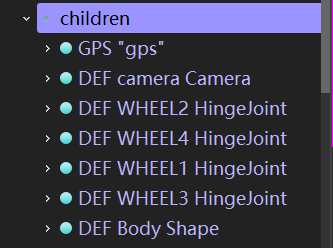 children
GPS "gps"
DEF camera Camera
DEF WHEEL2 HingeJoint
DEF WHEEL4 HingeJoint
DEF WHEEL1 HingeJoint
DEF WHEEL3 HingeJoint
DEF Body Shape